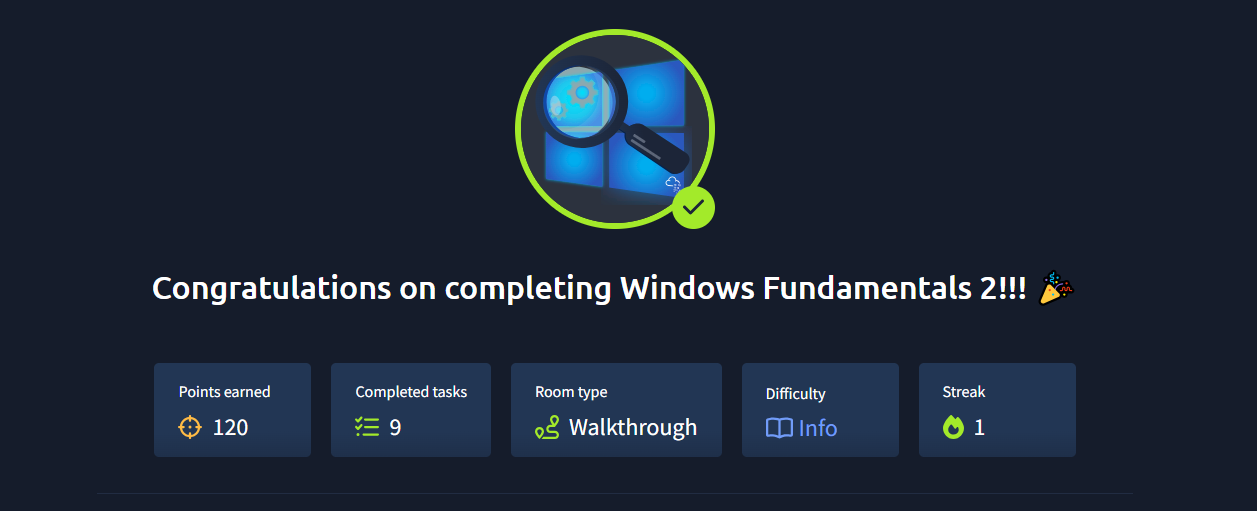 Congratulations on completing Windows Fundamentals 2!!! 🎉
Points earned
120
Completed tasks
9
Room type
Walkthrough
Difficulty
Info
Streak
1